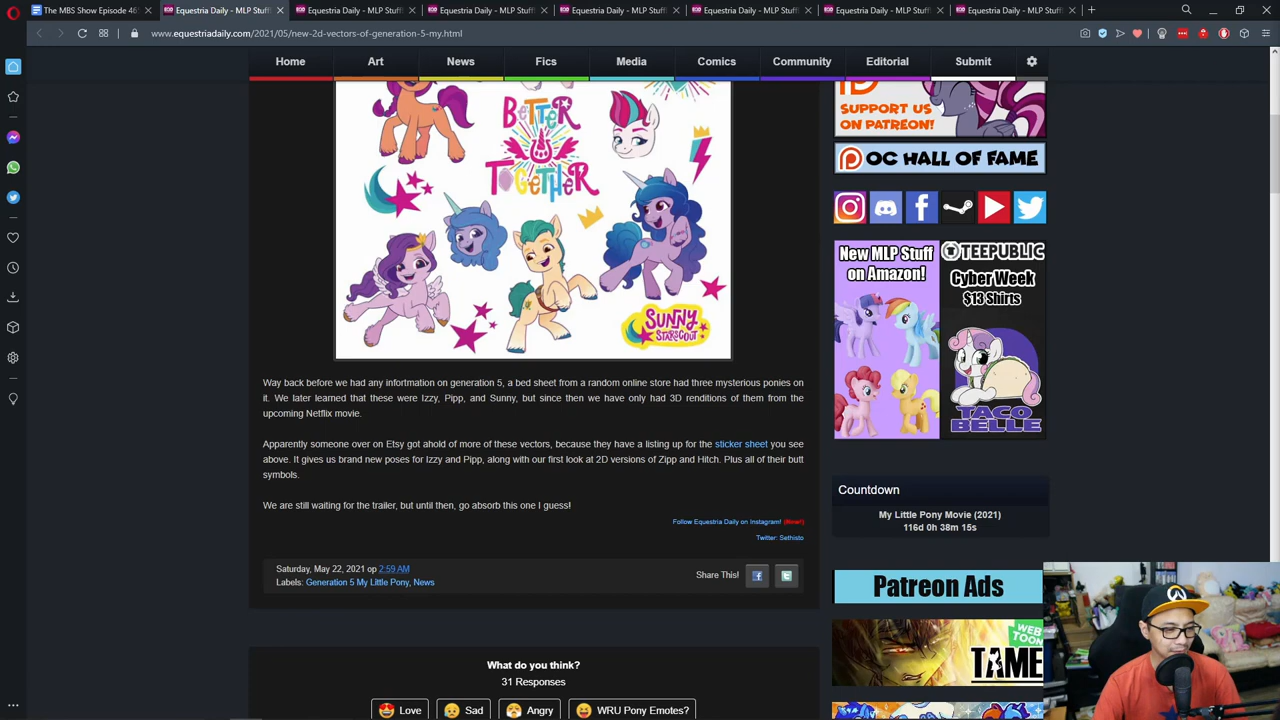 The MBS Show Episode 46
Equestria Daily - MLP Stuff
Equestria Daily - MLP Stuf
Equestria Daily - MLP Stuf
Equestria Daily - MLP Stuf
Equestria Daily - MLP Stuf
Equestria Daily - MLP Stuf
Equestria Daily - MLP Stuf
www.equestriadaily.com/2021/05/new-2d-vectors-of-generation-5-my.html
Home Art News Fics Media Comics Community Editorial Submit
BETTER
TOGETHER
SUNNY
STARSCOUT
Way back before we had any infortmation on generation 5, a bed sheet from a random online store had three mysterious ponies on
it. We later learned that these were Izzy, Pipp, and Sunny, but since then we have only had 3D renditions of them from the
upcoming Netflix movie.
Apparently someone over on Etsy got ahold of more of these vectors, because they have a listing up for the sticker sheet you see
above. It gives us brand new poses for Izzy and Pipp, along with our first look at 2D versions of Zipp and Hitch. Plus all of their butt
symbols.
We are still waiting for the trailer, but until then, go absorb this one I guess!
Follow Equestria Daily on Instagram! (New!)
Twitter: Sethisto
Saturday, May 22, 2021 op 2:59 AM
Labels: Generation 5 My Little Pony, News
Share This!
What do you think?
31 Responses
Love
Sad
Angry
WRU Pony Emotes?
SUPPORT US
ON PATREON!
OC HALL OF FAME
New MLP Stuff
on Amazon!
TEEPUBLIC
Cyber Week
$13 Shirts
TACO
BELLE
Countdown
My Little Pony Movie (2021)
116d 0h 38m 15s
Patreon Ads
WEB
TOON
TAME